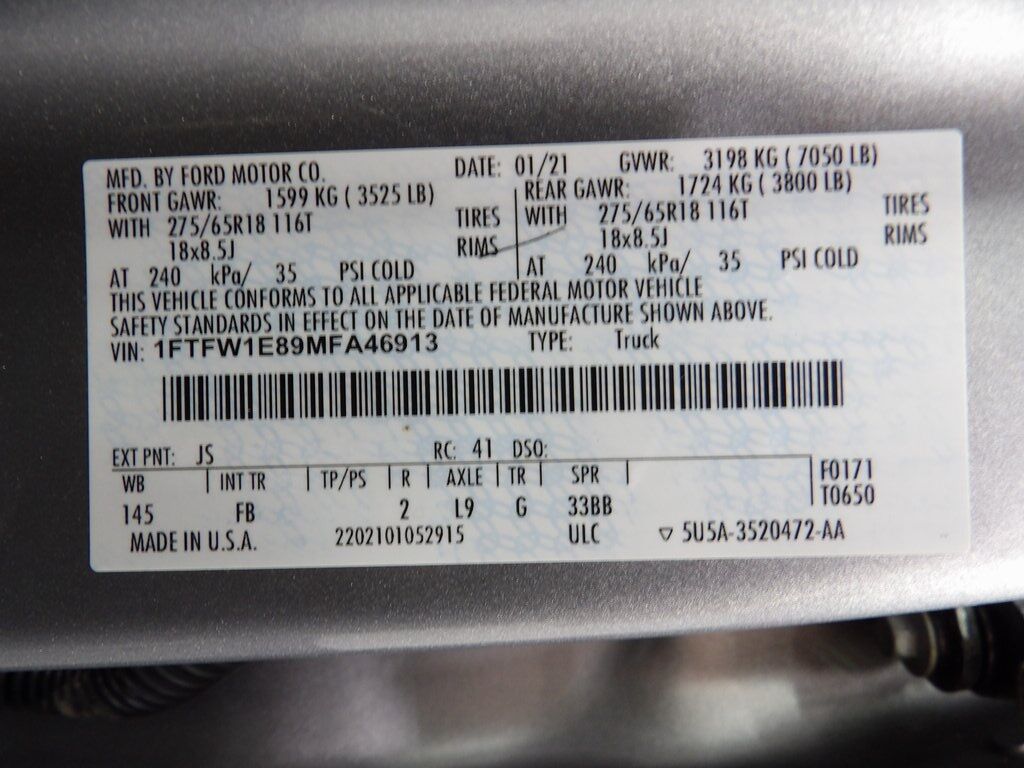 MFD. BY FORD MOTOR CO. DATE: 01/21 GVWR: 3198 KG ( 7050 LB)
FRONT GAWR: 1599 KG ( 3525 LB) REAR GAWR: 1724 KG ( 3800 LB)
WITH 275/65R18 116T TIRES WITH 275/65R18 116T TIRES
18x8.5J RIMS 18x8.5J RIMS
AT 240 kPa/ 35 PSI COLD AT 240 kPa/ 35 PSI COLD
THIS VEHICLE CONFORMS TO ALL APPLICABLE FEDERAL MOTOR VEHICLE
SAFETY STANDARDS IN EFFECT ON THE DATE OF MANUFACTURE SHOWN ABOVE.
VIN: 1FTFW1E89MFA46913 TYPE: Truck
EXT PNT: JS RC: 41 DSO:
WB INT TR TP/PS R AXLE TR SPR F0171
145 FB 2 L9 G 33BB T0650
MADE IN U.S.A. 2202101052915 ULC ▽ 5U5A-3520472-AA